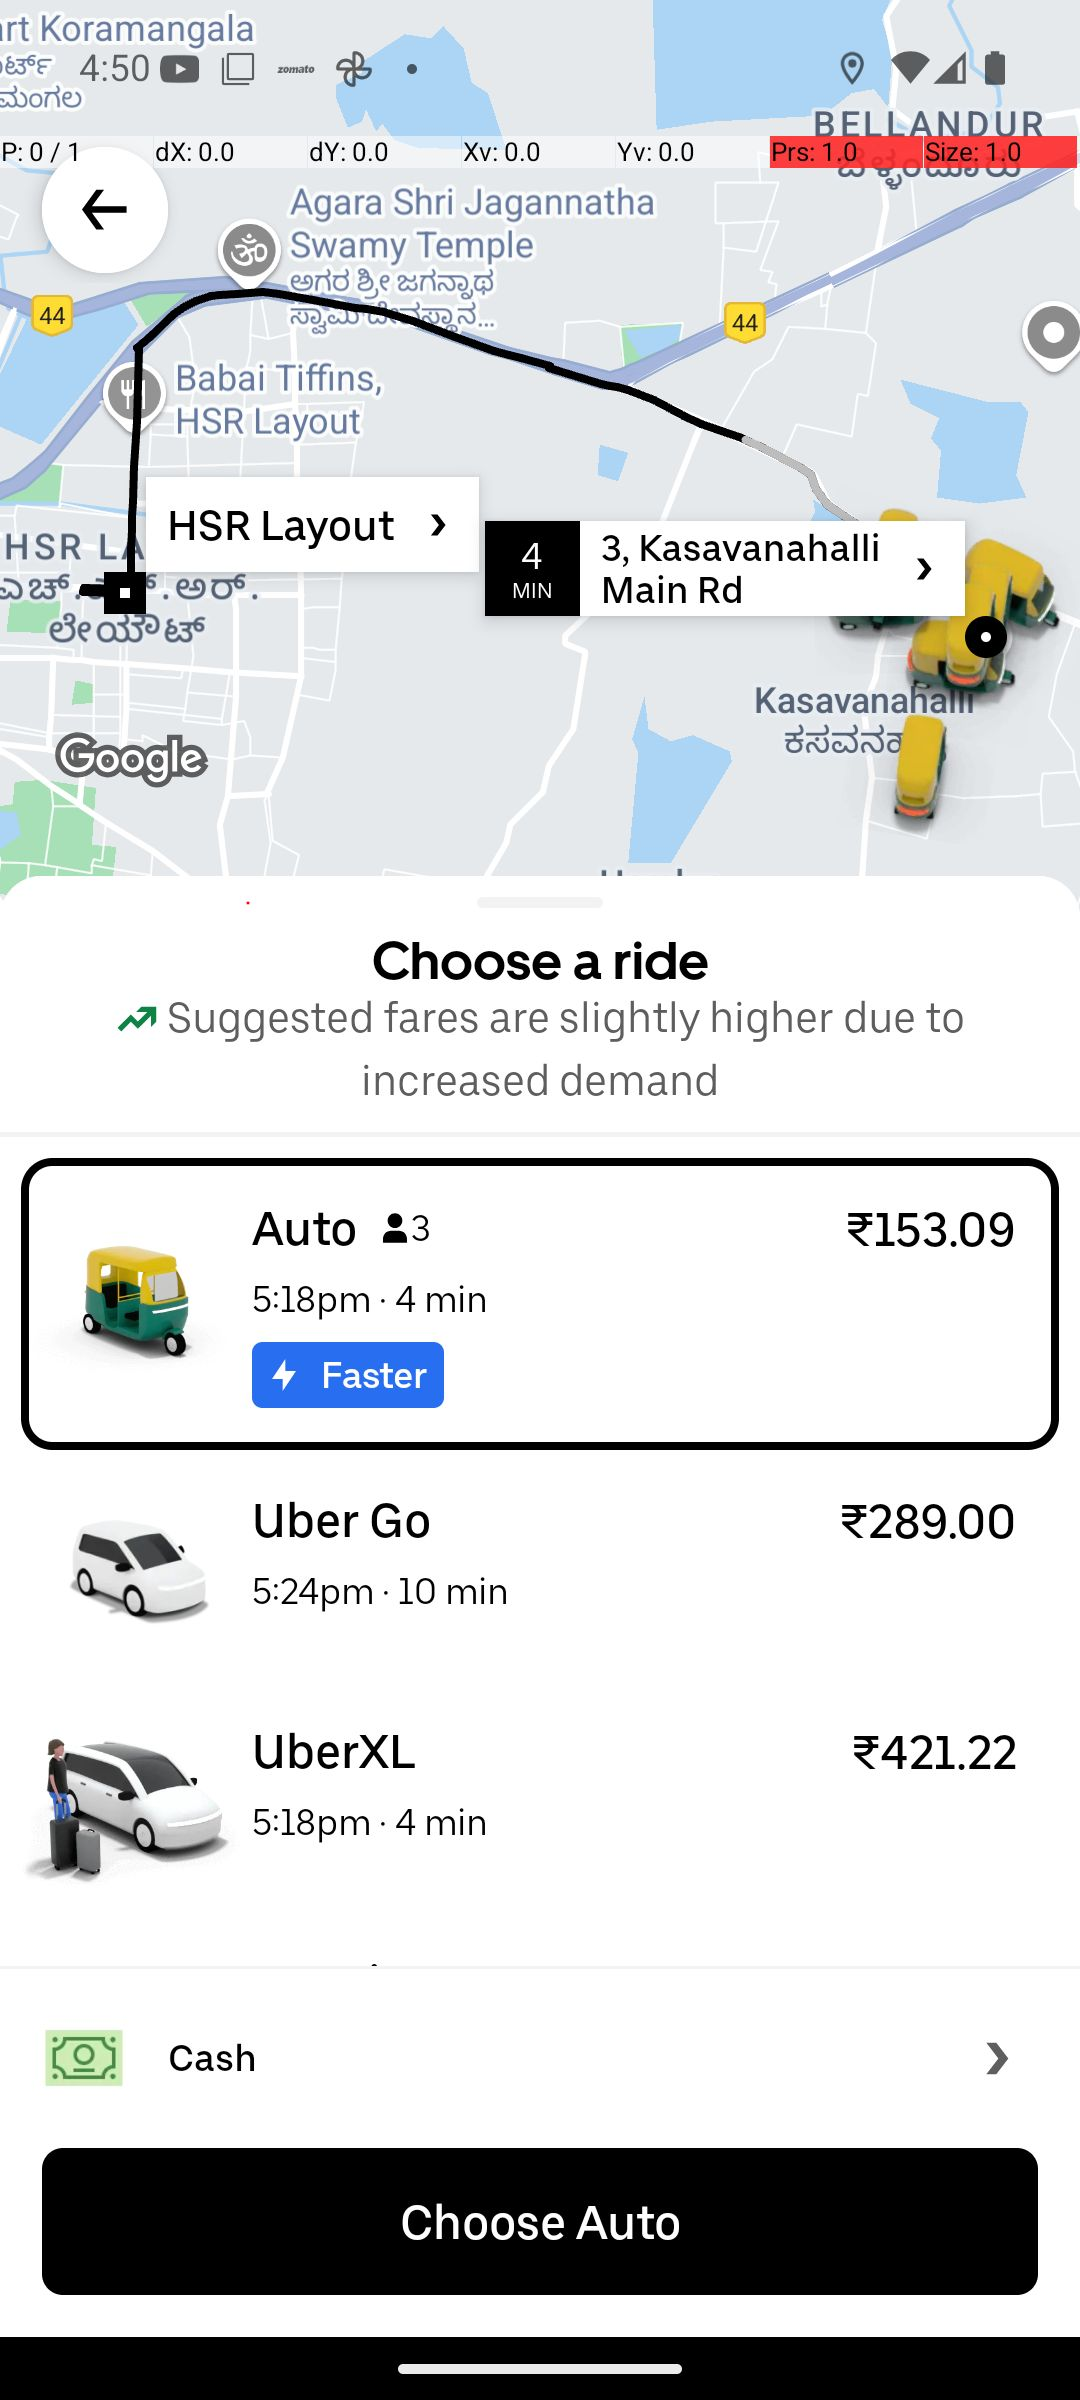 art Koramangala
4:50
zomato
ಮಂಗಲ
BELLANDUR
ಬೆಳ್ಳಂದೂರು
P: 0 / 1 dX: 0.0 dY: 0.0 Xv: 0.0 Yv: 0.0 Prs: 1.0 Size: 1.0
Agara Shri Jagannatha
Swamy Temple
ಅಗರ ಶ್ರೀ ಜಗನ್ನಾಥ
ಸ್ವಾಮಿ ದೇವಸ್ಥಾನ...
44
44
Babai Tiffins,
HSR Layout
HSR Layout
4
MIN
3, Kasavanahalli
Main Rd
HSR LA
ಎಚ್.ಎಸ್.ಅರ್.
ಲೇಯೌಟ್
Kasavanahalli
Google
Choose a ride
Suggested fares are slightly higher due to
increased demand
Auto 3 ₹153.09
5:18pm · 4 min
Faster
Uber Go ₹289.00
5:24pm · 10 min
UberXL ₹421.22
5:18pm · 4 min
Cash
Choose Auto